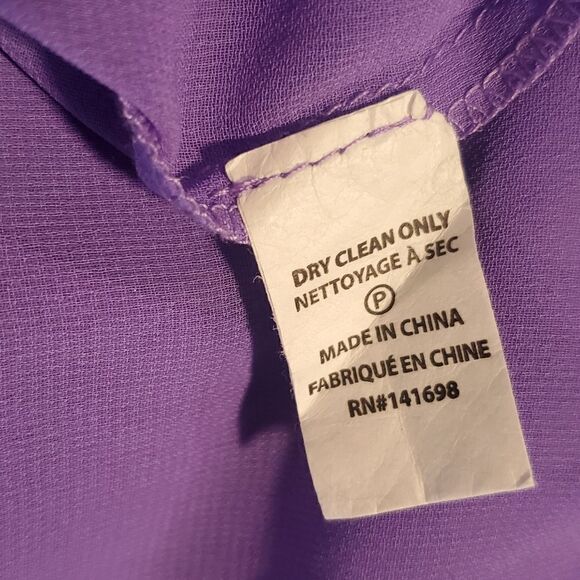 DRY CLEAN ONLY
NETTOYAGE À SEC
P
MADE IN CHINA
FABRIQUÉ EN CHINE
RN#141698